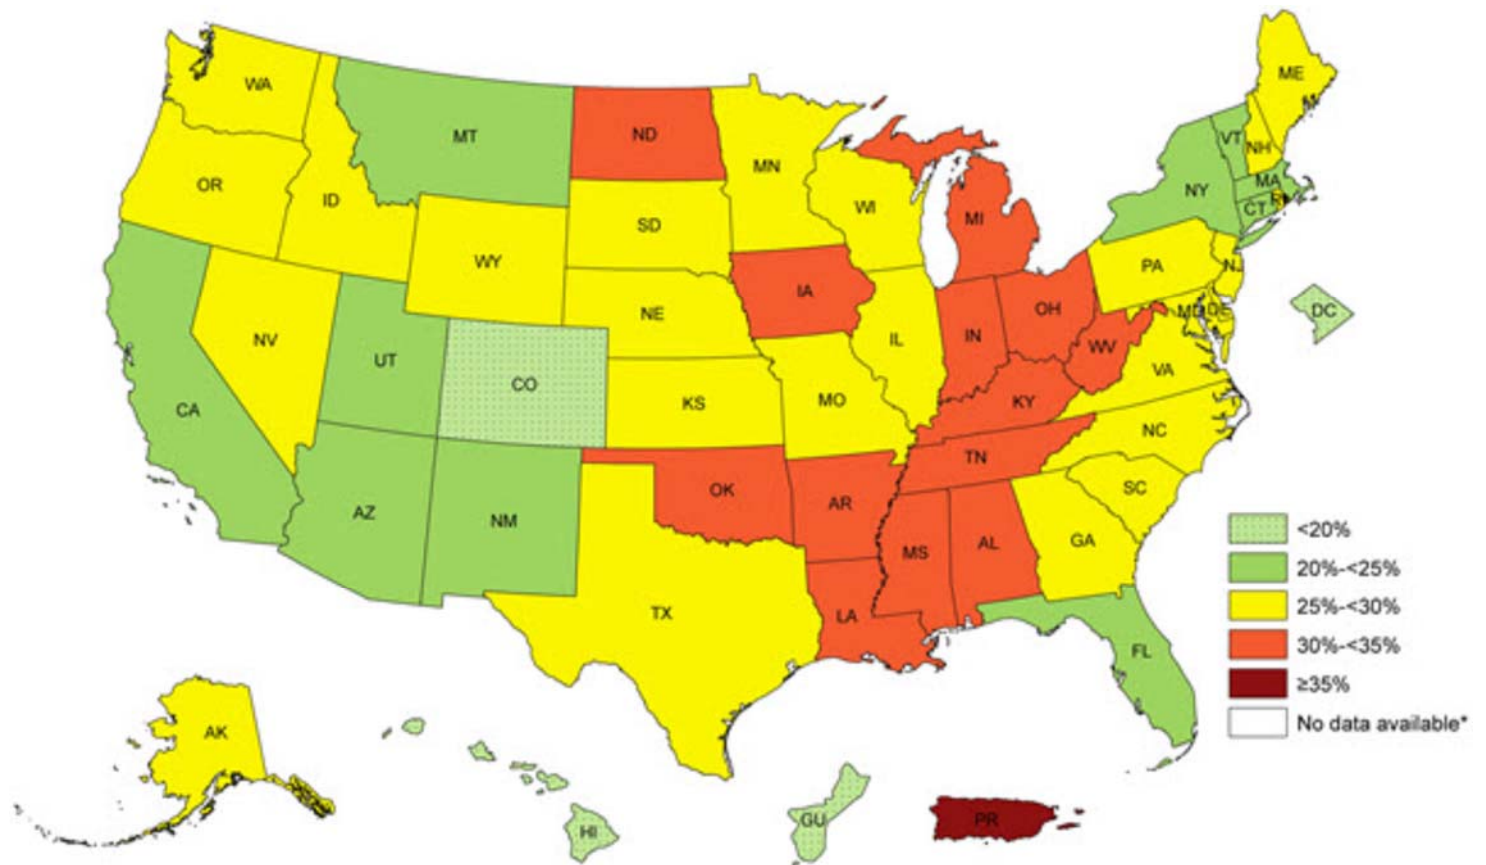 WA
MT
ND
MN
ME
OR
ID
SD
WI
MI
NY
VT
NH
MA
CT
WY
NE
IA
IL
IN
OH
PA
NJ
MD
DE
DC
NV
UT
CO
KS
MO
KY
WV
VA
CA
AZ
NM
OK
AR
TN
NC
SC
TX
LA
MS
AL
GA
FL
AK
HI
GU
PR
<20%
20%-<25%
25%-<30%
30%-<35%
≥35%
No data available*